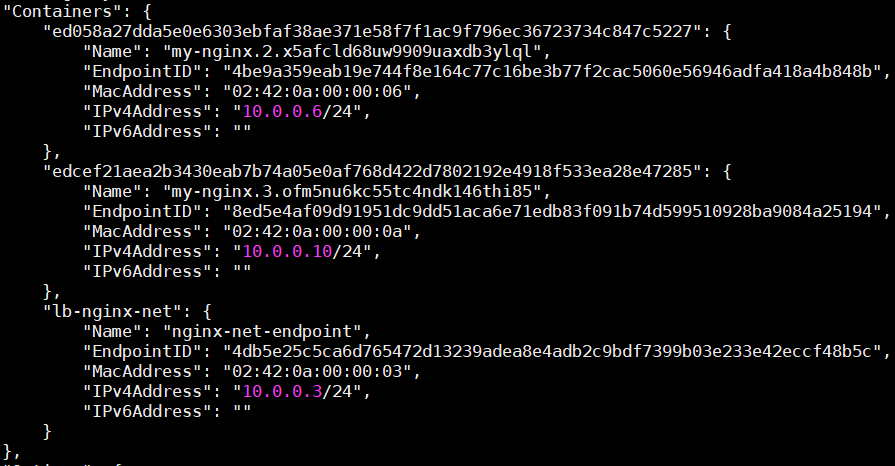 "Containers": {
"ed058a27dda5e0e6303ebfaf38ae371e58f7f1ac9f796ec36723734c847c5227": {
"Name": "my-nginx.2.x5afcld68uw9909uaxdb3ylql",
"EndpointID": "4be9a359eab19e744f8e164c77c16be3b77f2cac5060e56946adfa418a4b848b",
"MacAddress": "02:42:0a:00:00:06",
"IPv4Address": "10.0.0.6/24",
"IPv6Address": ""
},
"edcef21aea2b3430eab7b74a05e0af768d422d7802192e4918f533ea28e47285": {
"Name": "my-nginx.3.ofm5nu6kc55tc4ndk146thi85",
"EndpointID": "8ed5e4af09d91951dc9dd51aca6e71edb83f091b74d599510928ba9084a25194",
"MacAddress": "02:42:0a:00:00:0a",
"IPv4Address": "10.0.0.10/24",
"IPv6Address": ""
},
"lb-nginx-net": {
"Name": "nginx-net-endpoint",
"EndpointID": "4db5e25c5ca6d765472d13239adea8e4adb2c9bdf7399b03e233e42eccf48b5c",
"MacAddress": "02:42:0a:00:00:03",
"IPv4Address": "10.0.0.3/24",
"IPv6Address": ""
}
},